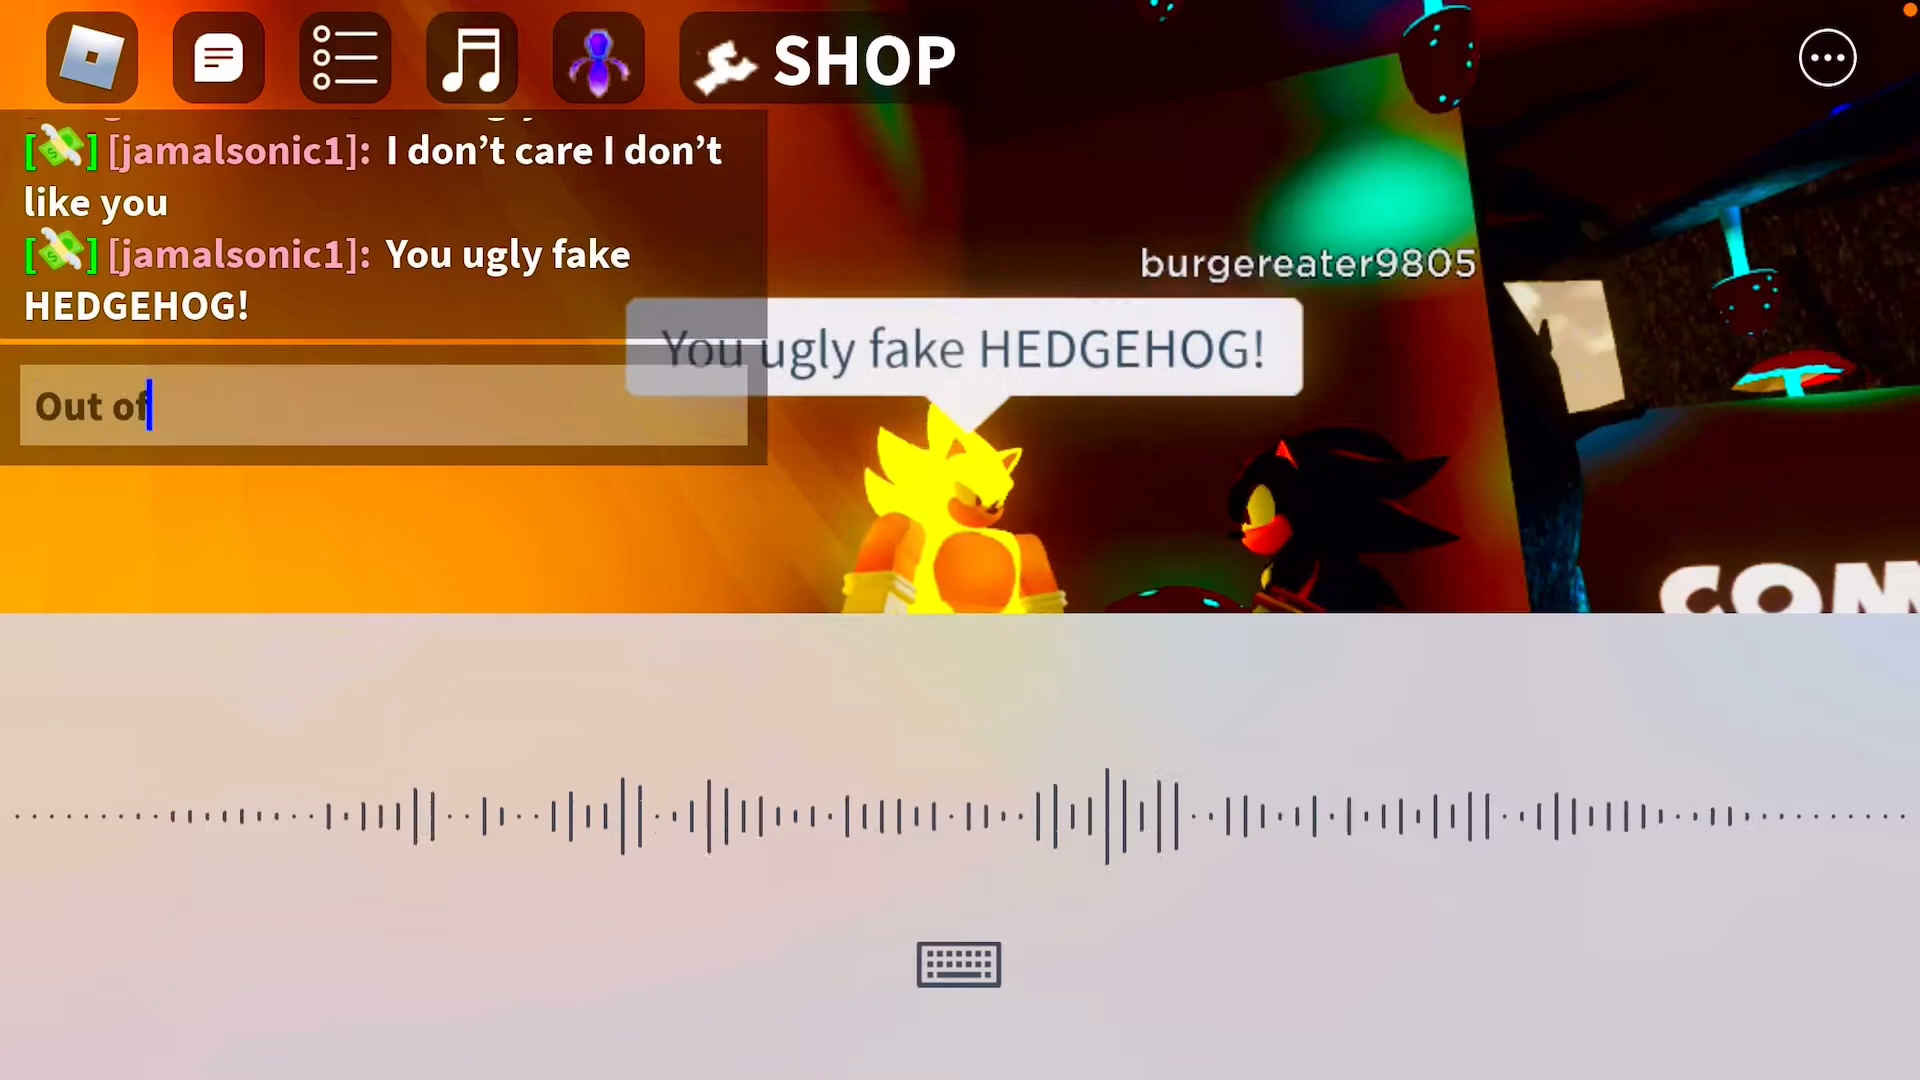 SHOP
[💸] [jamalsonic1]: I don’t care I don’t
like you
[💸] [jamalsonic1]: You ugly fake
HEDGEHOG!
Out of
burgereater9805
You ugly fake HEDGEHOG!
COM